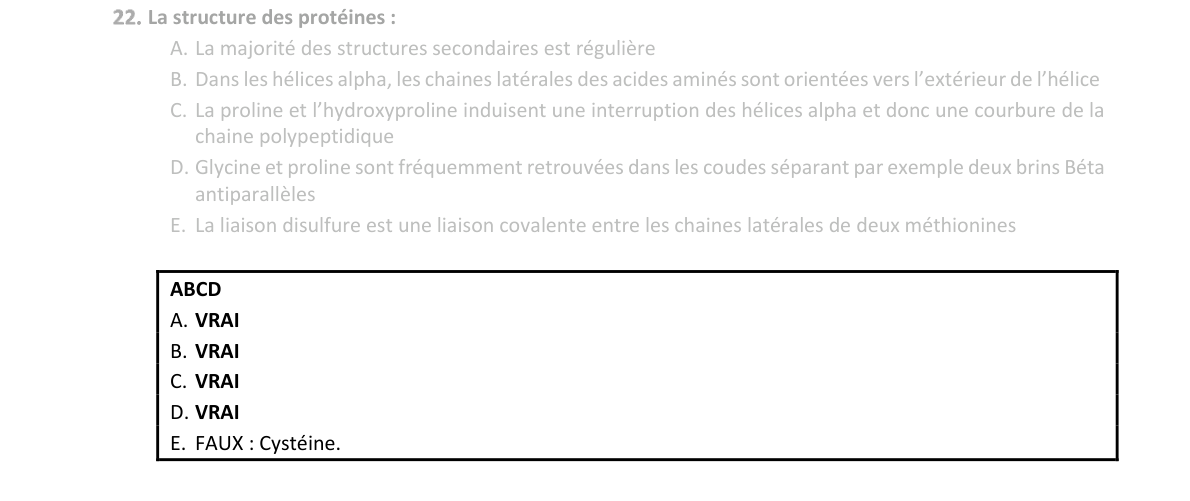 22. La structure des protéines :
A. La majorité des structures secondaires est régulière
B. Dans les hélices alpha, les chaines latérales des acides aminés sont orientées vers l'extérieur de l'hélice
C. La proline et l'hydroxyproline induisent une interruption des hélices alpha et donc une courbure de la
chaine polypeptidique
D. Glycine et proline sont fréquemment retrouvées dans les coudes séparant par exemple deux brins Béta
antiparallèles
E. La liaison disulfure est une liaison covalente entre les chaines latérales de deux méthionines
ABCD
A. VRAI
B. VRAI
C. VRAI
D. VRAI
E. FAUX : Cystéine.